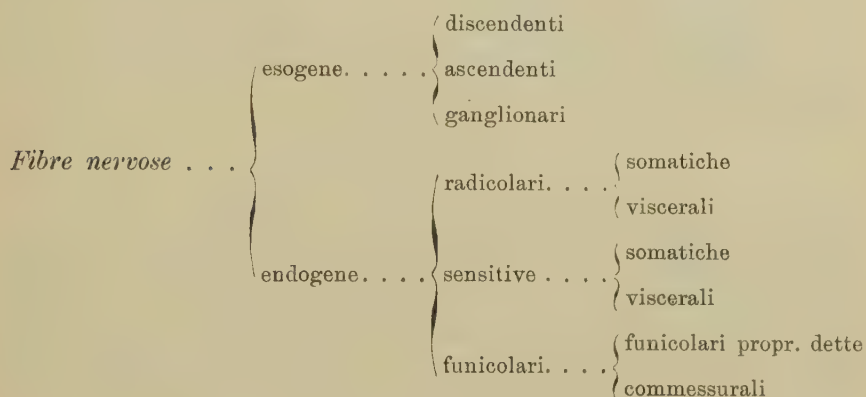 discendenti
esogene. . . . . ascendenti
ganglionari
Fibre nervose . . .
radicolari. . . . somatiche
viscerali
endogene. . . . sensitive . . . . somatiche
viscerali
funicolari. . . . funicolari propr. dette
commessurali